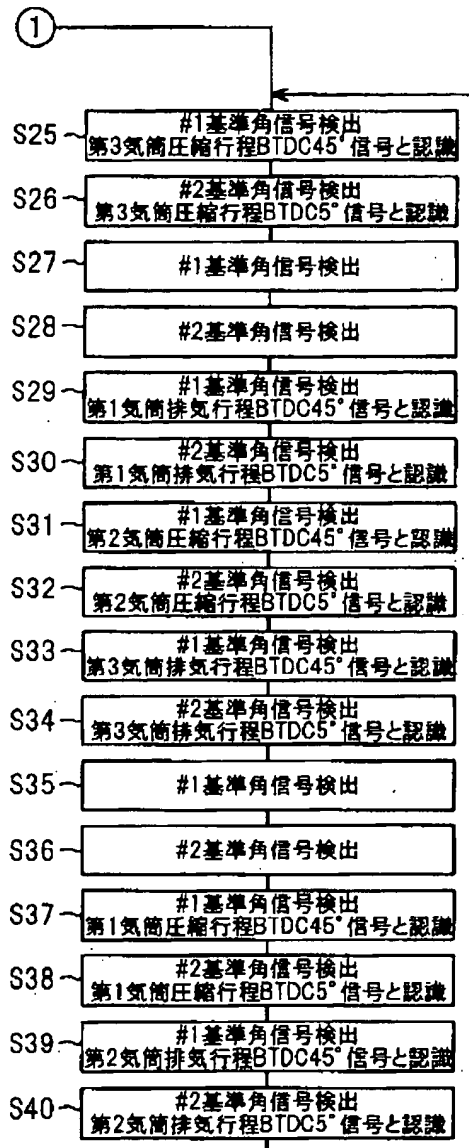 ①
S25 #1基準角信号検出
第3気筒圧縮行程BTDC45°信号と認識
S26 #2基準角信号検出
第3気筒圧縮行程BTDC5°信号と認識
S27 #1基準角信号検出
S28 #2基準角信号検出
S29 #1基準角信号検出
第1気筒排気行程BTDC45°信号と認識
S30 #2基準角信号検出
第1気筒排気行程BTDC5°信号と認識
S31 #1基準角信号検出
第2気筒圧縮行程BTDC45°信号と認識
S32 #2基準角信号検出
第2気筒圧縮行程BTDC5°信号と認識
S33 #1基準角信号検出
第3気筒排気行程BTDC45°信号と認識
S34 #2基準角信号検出
第3気筒排気行程BTDC5°信号と認識
S35 #1基準角信号検出
S36 #2基準角信号検出
S37 #1基準角信号検出
第1気筒圧縮行程BTDC45°信号と認識
S38 #2基準角信号検出
第1気筒圧縮行程BTDC5°信号と認識
S39 #1基準角信号検出
第2気筒排気行程BTDC45°信号と認識
S40 #2基準角信号検出
第2気筒排気行程BTDC5°信号と認識